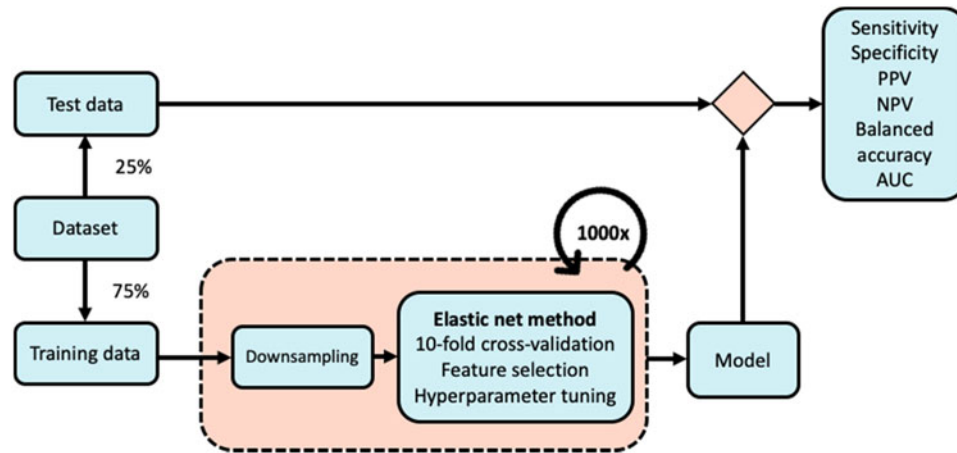 Test data
25%
Dataset
75%
Training data
Downsampling
1000x
Elastic net method
10-fold cross-validation
Feature selection
Hyperparameter tuning
Model
Sensitivity
Specificity
PPV
NPV
Balanced
accuracy
AUC